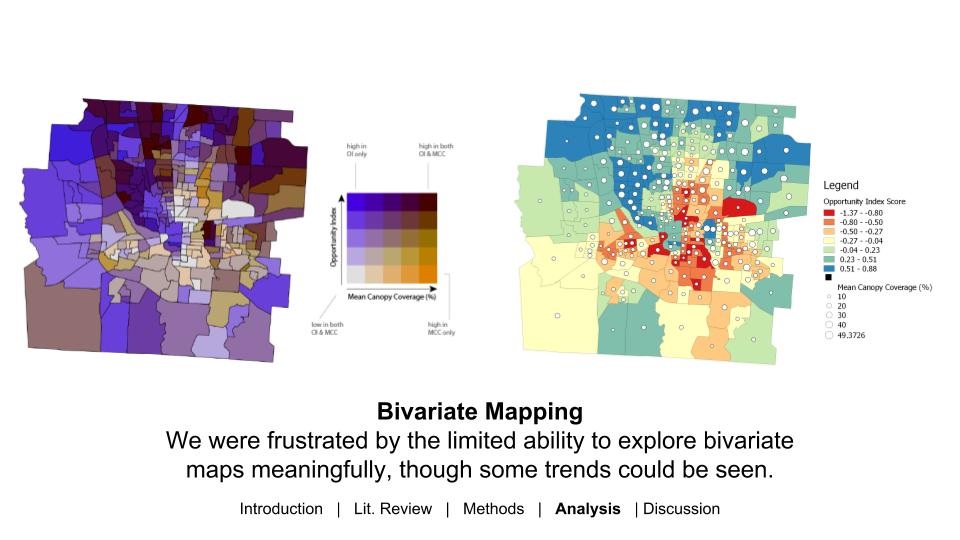 high in
OI only
high in both
OI & MCC
Opportunity Index
Mean Canopy Coverage (%)
low in both
OI & MCC
high in
MCC only
Legend
Opportunity Index Score
-1.37 - -0.80
-0.80 - -0.50
-0.50 - -0.27
-0.27 - -0.04
-0.04 - 0.23
0.23 - 0.51
0.51 - 0.88
Mean Canopy Coverage (%)
10
20
30
40
49.3726
Bivariate Mapping
We were frustrated by the limited ability to explore bivariate
maps meaningfully, though some trends could be seen.
Introduction | Lit. Review | Methods | Analysis | Discussion